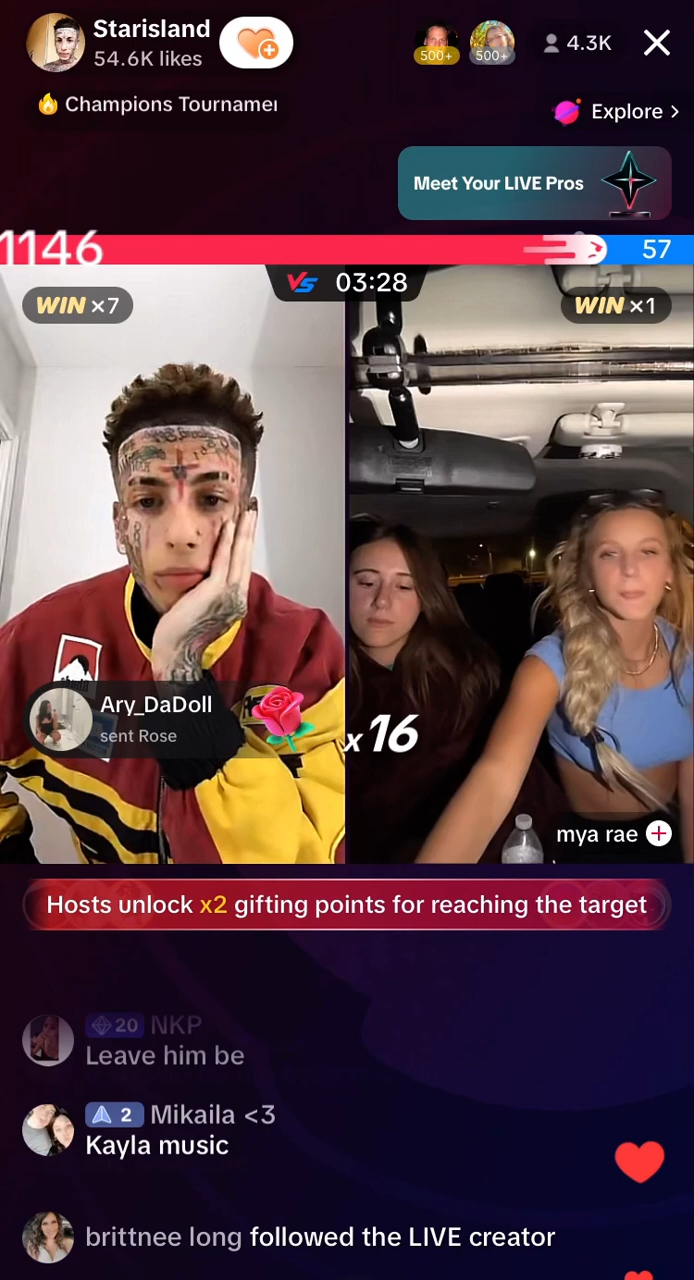 Starisland
54.6K likes
500+
500+
4.3K
Champions Tournamen
Explore >
Meet Your LIVE Pros
1146
57
VS 03:28
WIN ×7
WIN ×1
Ary_DaDoll
sent Rose
x16
mya rae
Hosts unlock x2 gifting points for reaching the target
20 NKP
Leave him be
2 Mikaila <3
Kayla music
brittnee long followed the LIVE creator